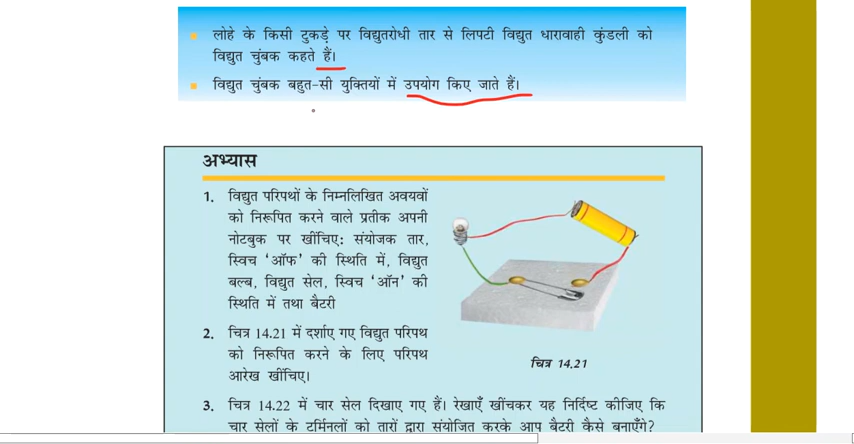 लोहे के किसी टुकड़े पर विद्युतरोधी तार से लिपटी विद्युत धारावाही कुंडली को
विद्युत चुंबक कहते हैं।
विद्युत चुंबक बहुत-सी युक्तियों में उपयोग किए जाते हैं।
अभ्यास
1. विद्युत परिपथों के निम्नलिखित अवयवों
को निरूपित करने वाले प्रतीक अपनी
नोटबुक पर खींचिए: संयोजक तार,
स्विच ‘ऑफ’ की स्थिति में, विद्युत
बल्ब, विद्युत सेल, स्विच ‘ऑन’ की
स्थिति में तथा बैटरी
2. चित्र 14.21 में दर्शाए गए विद्युत परिपथ
को निरूपित करने के लिए परिपथ
आरेख खींचिए।
चित्र 14.21
3. चित्र 14.22 में चार सेल दिखाए गए हैं। रेखाएँ खींचकर यह निर्दिष्ट कीजिए कि
चार सेलों के टर्मिनलों को तारों द्वारा संयोजित करके आप बैटरी कैसे बनाएँगे?